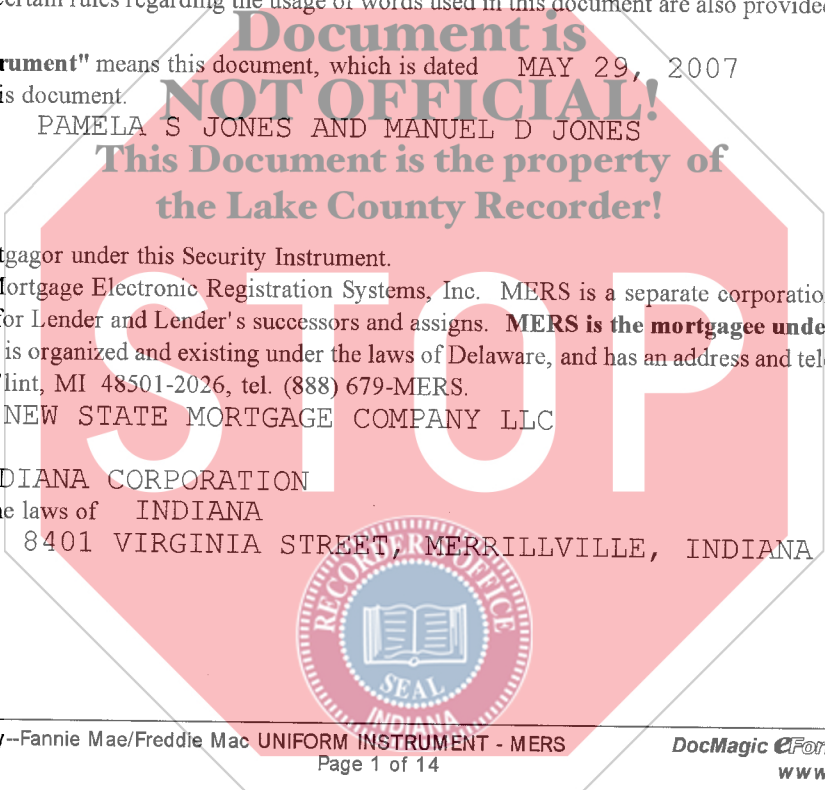 ertain rules regarding the usage of words used in this document are also provided
Document is
rument" means this document, which is dated MAY 29, 2007
is document.
NOT OFFICIAL!
PAMELA S JONES AND MANUEL D JONES
This Document is the property of
the Lake County Recorder!
tgagor under this Security Instrument.
Mortgage Electronic Registration Systems, Inc. MERS is a separate corporatio
for Lender and Lender's successors and assigns. MERS is the mortgagee unde
is organized and existing under the laws of Delaware, and has an address and tele
Flint, MI 48501-2026, tel. (888) 679-MERS.
STOP
NEW STATE MORTGAGE COMPANY LLC
DIANA CORPORATION
e laws of INDIANA
8401 VIRGINIA STREET, MERRILLVILLE, INDIANA
RECORDER'S OFFICE
SEAL
INDIANA
y--Fannie Mae/Freddie Mac UNIFORM INSTRUMENT - MERS
DocMagic eFor
Page 1 of 14
www